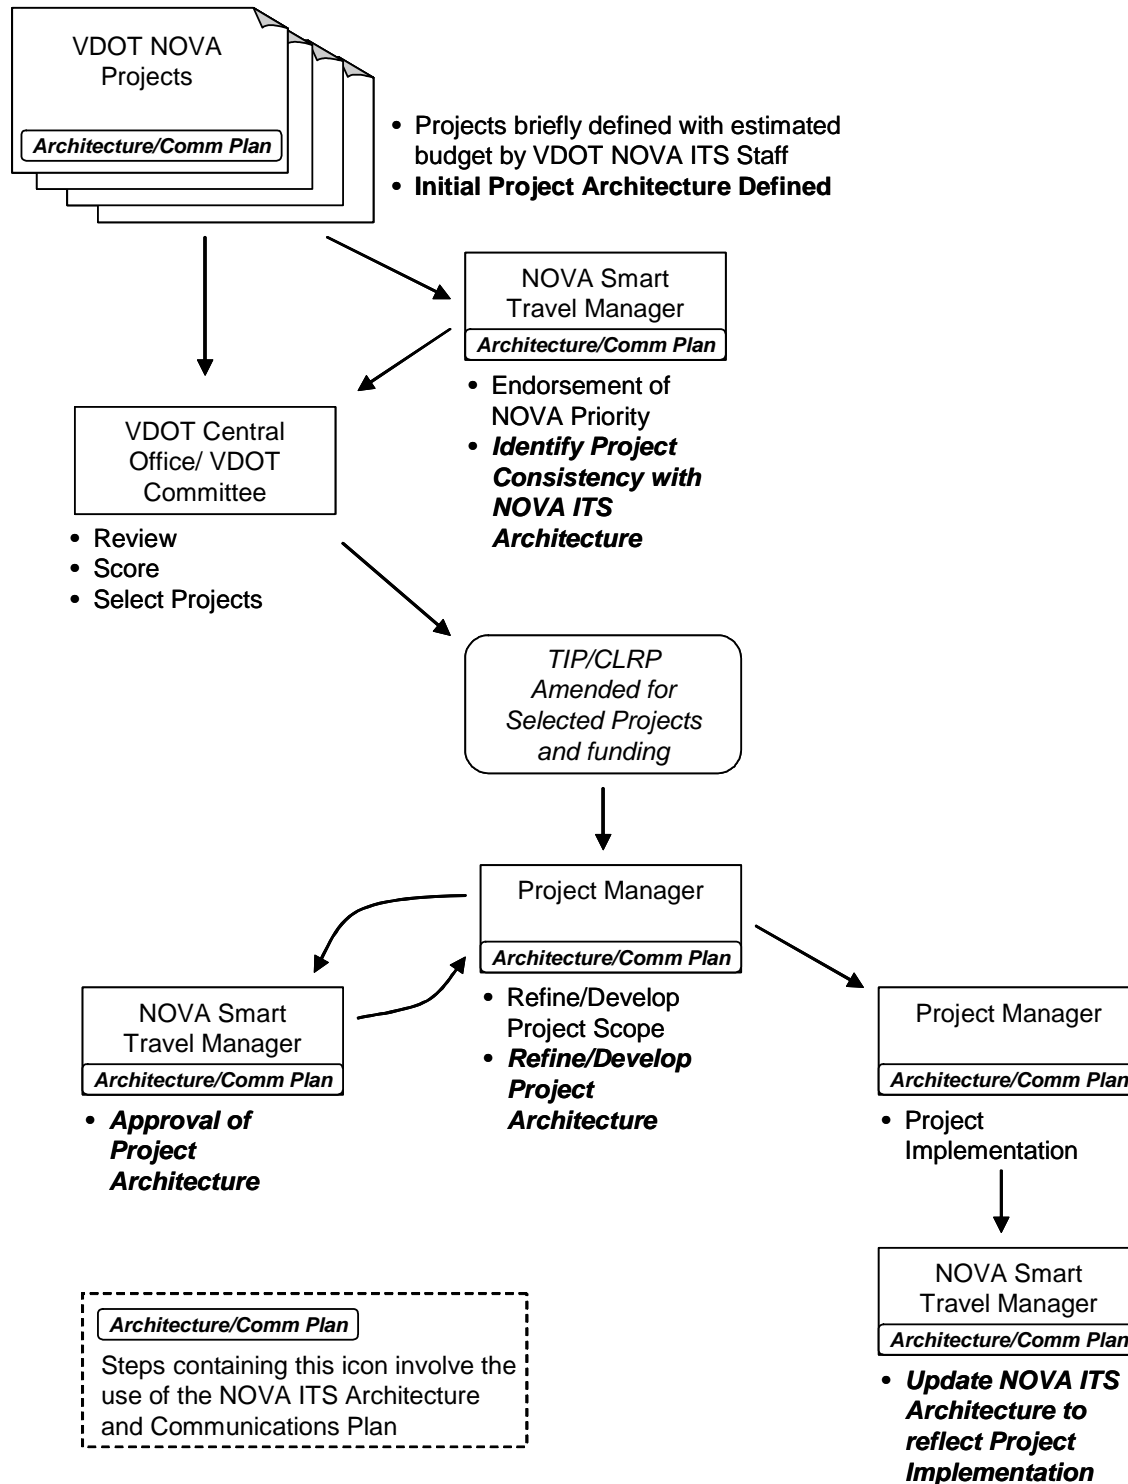 VDOT NOVA
Projects
Architecture/Comm Plan
• Projects briefly defined with estimated
budget by VDOT NOVA ITS Staff
• Initial Project Architecture Defined
NOVA Smart
Travel Manager
Architecture/Comm Plan
• Endorsement of
NOVA Priority
• Identify Project
Consistency with
NOVA ITS
Architecture
VDOT Central
Office/ VDOT
Committee
• Review
• Score
• Select Projects
TIP/CLRP
Amended for
Selected Projects
and funding
Project Manager
Architecture/Comm Plan
• Refine/Develop
Project Scope
• Refine/Develop
Project
Architecture
NOVA Smart
Travel Manager
Architecture/Comm Plan
• Approval of
Project
Architecture
Project Manager
Architecture/Comm Plan
• Project
Implementation
NOVA Smart
Travel Manager
Architecture/Comm Plan
• Update NOVA ITS
Architecture to
reflect Project
Implementation
Architecture/Comm Plan
Steps containing this icon involve the
use of the NOVA ITS Architecture
and Communications Plan